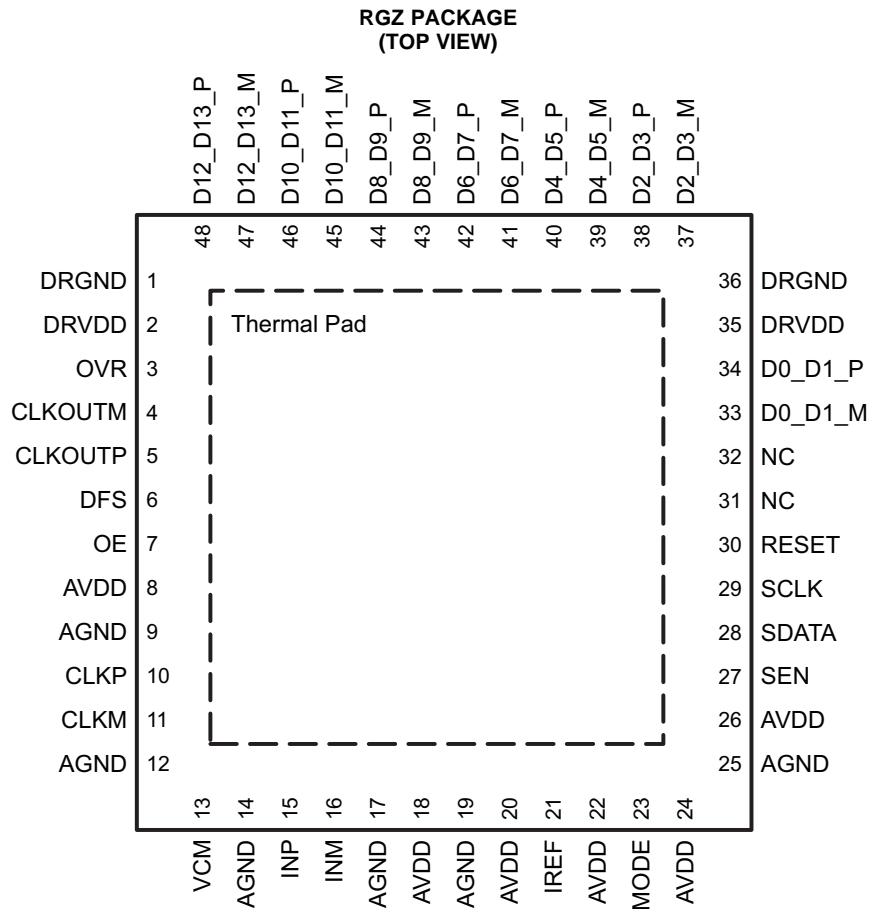 RGZ PACKAGE
(TOP VIEW)
D12_D13_P
D12_D13_M
D10_D11_P
D10_D11_M
D8_D9_P
D8_D9_M
D6_D7_P
D6_D7_M
D4_D5_P
D4_D5_M
D2_D3_P
D2_D3_M
48 47 46 45 44 43 42 41 40 39 38 37
DRGND 1
DRVDD 2
OVR 3
CLKOUTM 4
CLKOUTP 5
DFS 6
OE 7
AVDD 8
AGND 9
CLKP 10
CLKM 11
AGND 12
Thermal Pad
36 DRGND
35 DRVDD
34 D0_D1_P
33 D0_D1_M
32 NC
31 NC
30 RESET
29 SCLK
28 SDATA
27 SEN
26 AVDD
25 AGND
13 14 15 16 17 18 19 20 21 22 23 24
VCM
AGND
INP
INM
AGND
AVDD
AGND
AVDD
IREF
AVDD
MODE
AVDD